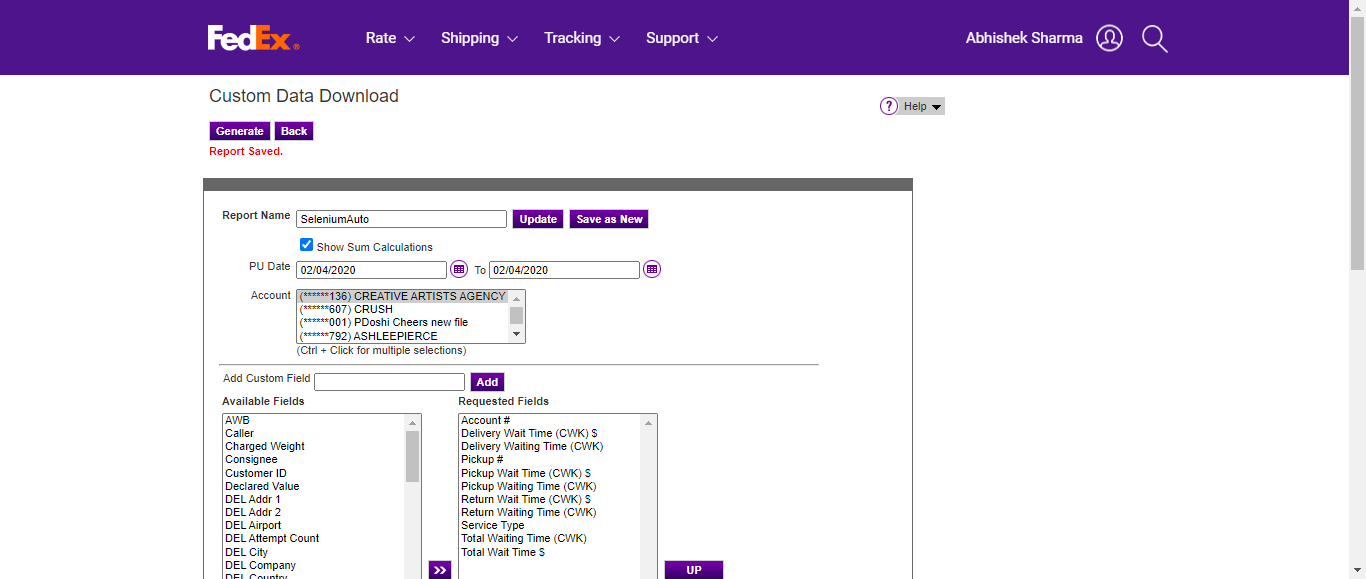 FedEx®
Rate Shipping Tracking Support Abhishek Sharma
Custom Data Download
? Help
Generate Back
Report Saved.
Report Name SeleniumAuto Update Save as New
Show Sum Calculations
PU Date 02/04/2020 To 02/04/2020
Account (******136) CREATIVE ARTISTS AGENCY
(******607) CRUSH
(******001) PDoshi Cheers new file
(******792) ASHLEEPIERCE
(Ctrl + Click for multiple selections)
Add Custom Field Add
Available Fields
AWB
Caller
Charged Weight
Consignee
Customer ID
Declared Value
DEL Addr 1
DEL Addr 2
DEL Airport
DEL Attempt Count
DEL City
DEL Company
DEL Country
>>
Requested Fields
Account #
Delivery Wait Time (CWK) $
Delivery Waiting Time (CWK)
Pickup #
Pickup Wait Time (CWK) $
Pickup Waiting Time (CWK)
Return Wait Time (CWK) $
Return Waiting Time (CWK)
Service Type
Total Waiting Time (CWK)
Total Wait Time $
UP